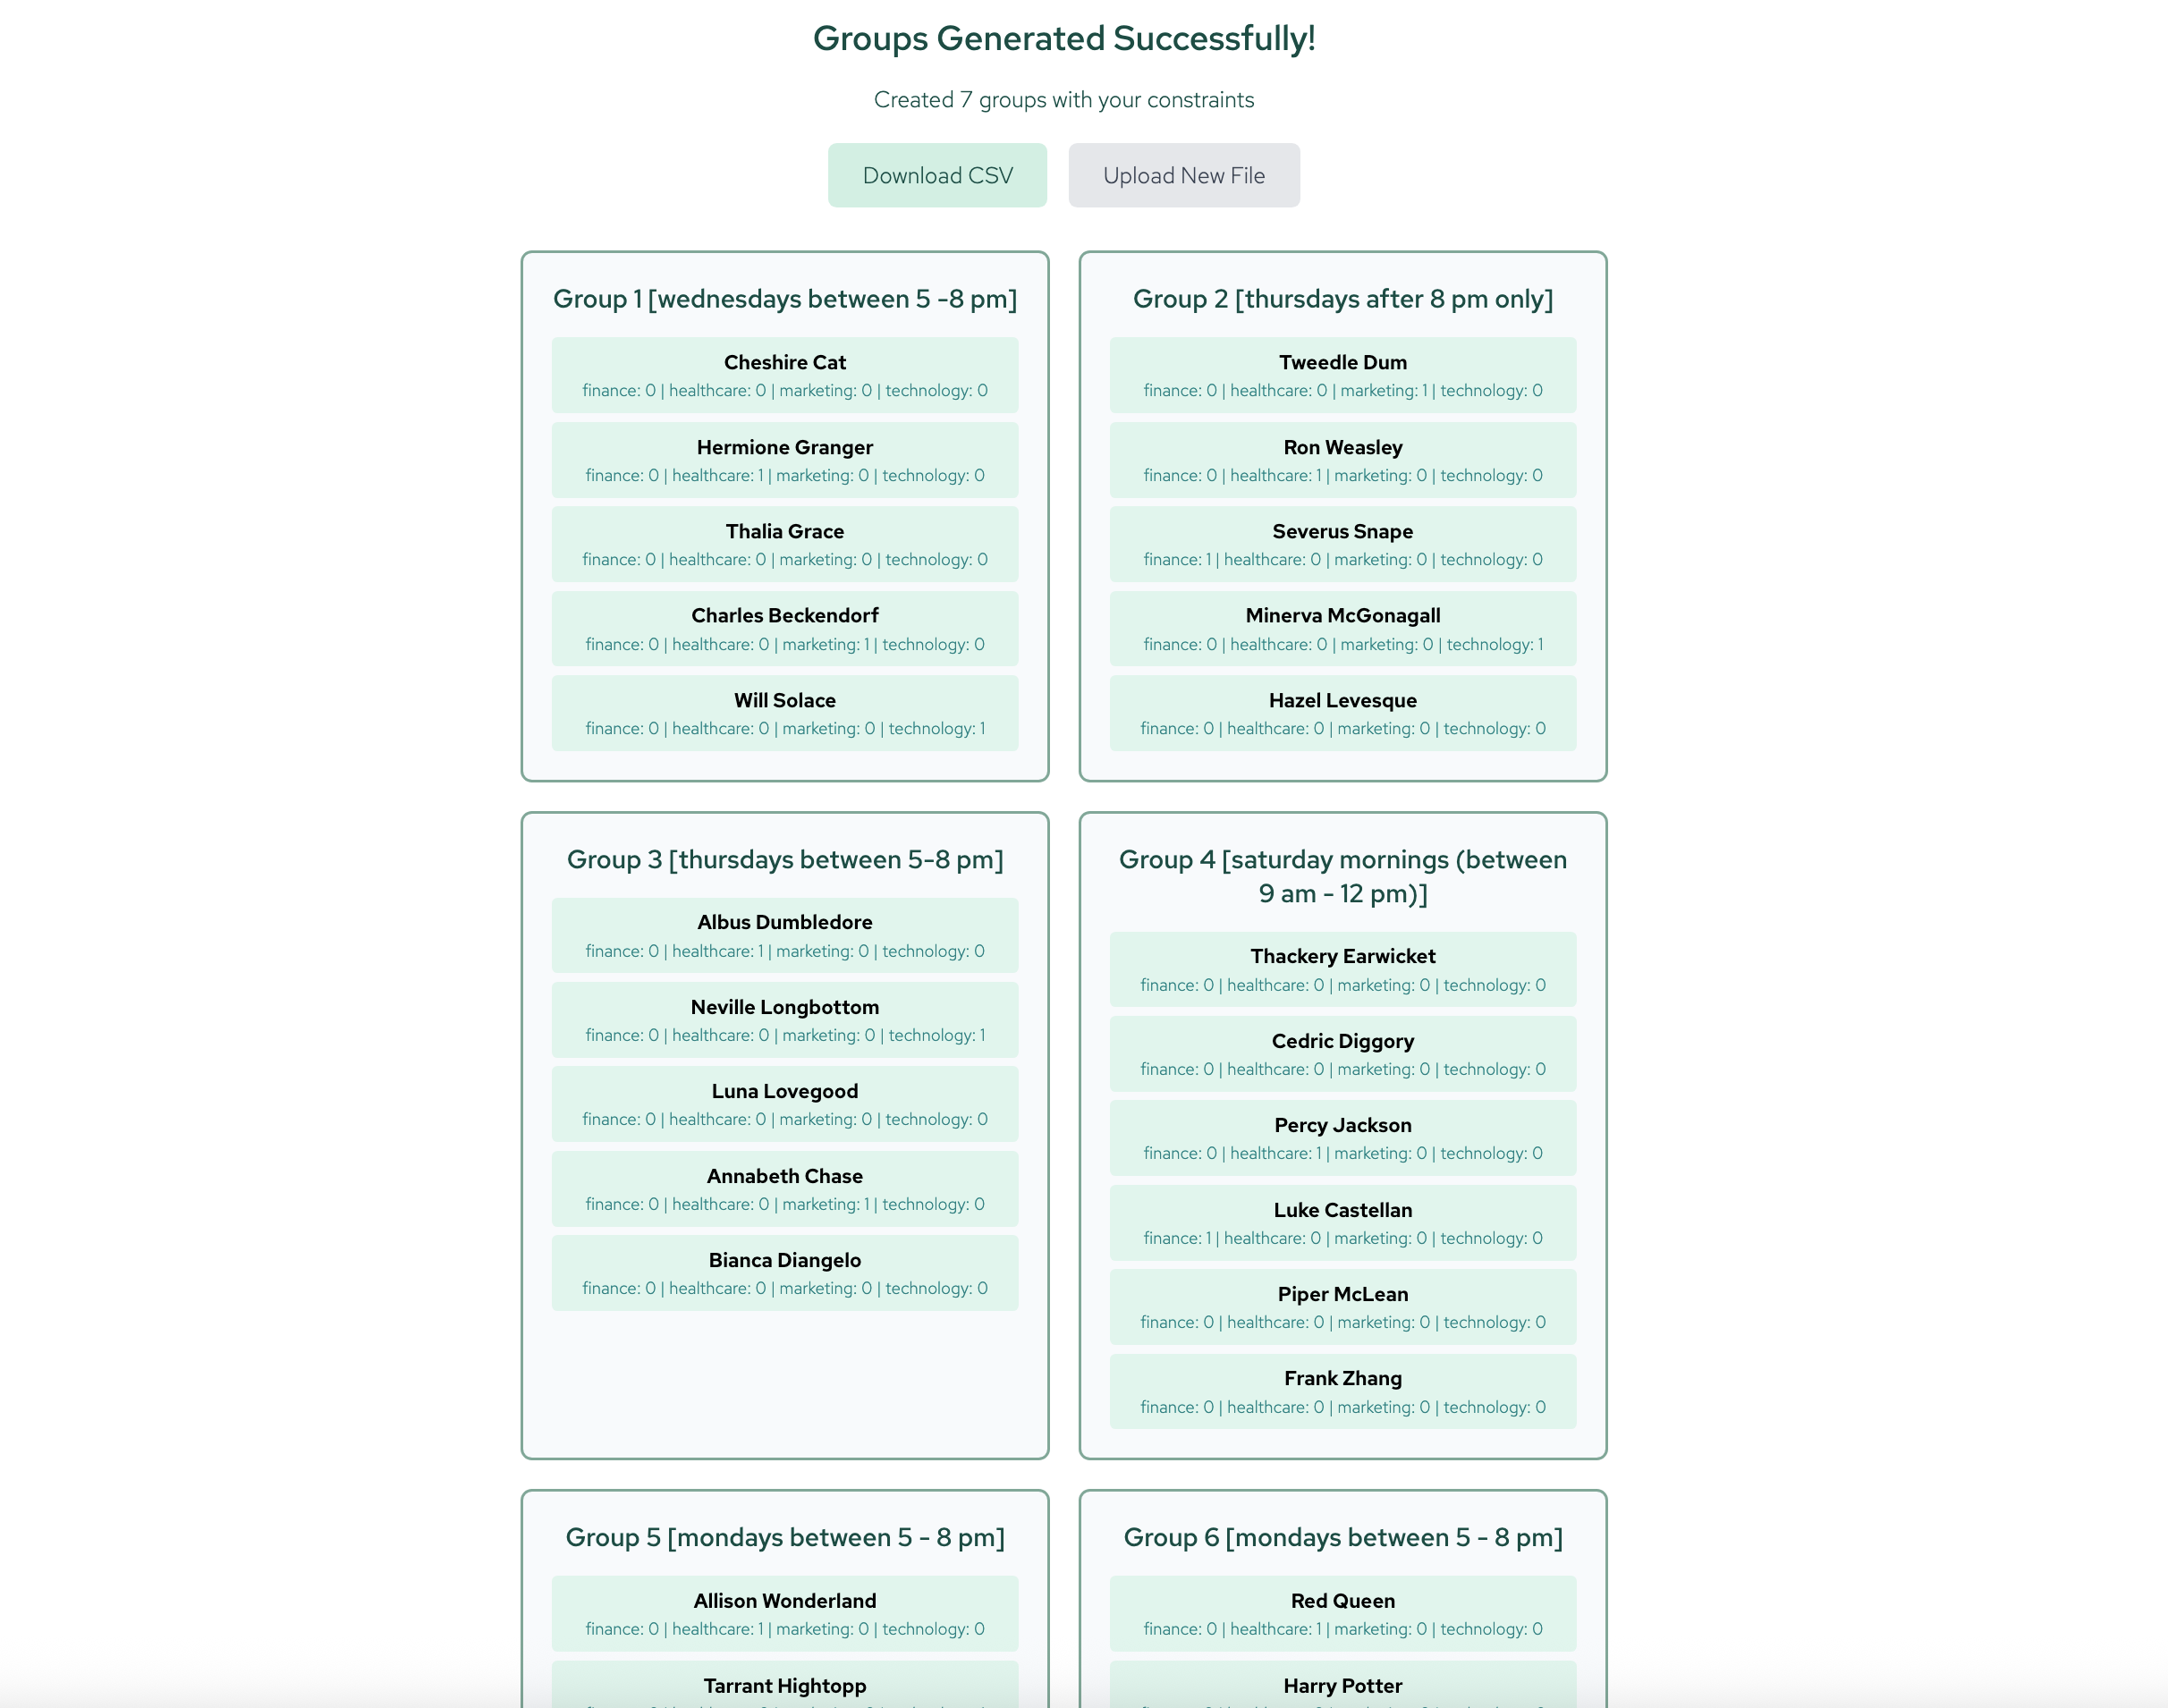 Groups Generated Successfully!
Created 7 groups with your constraints
Download CSV
Upload New File
Group 1 [wednesdays between 5 -8 pm]
Cheshire Cat
finance: 0 | healthcare: 0 | marketing: 0 | technology: 0
Hermione Granger
finance: 0 | healthcare: 1 | marketing: 0 | technology: 0
Thalia Grace
finance: 0 | healthcare: 0 | marketing: 0 | technology: 0
Charles Beckendorf
finance: 0 | healthcare: 0 | marketing: 1 | technology: 0
Will Solace
finance: 0 | healthcare: 0 | marketing: 0 | technology: 1
Group 2 [thursdays after 8 pm only]
Tweedle Dum
finance: 0 | healthcare: 0 | marketing: 1 | technology: 0
Ron Weasley
finance: 0 | healthcare: 1 | marketing: 0 | technology: 0
Severus Snape
finance: 1 | healthcare: 0 | marketing: 0 | technology: 0
Minerva McGonagall
finance: 0 | healthcare: 0 | marketing: 0 | technology: 1
Hazel Levesque
finance: 0 | healthcare: 0 | marketing: 0 | technology: 0
Group 3 [thursdays between 5-8 pm]
Albus Dumbledore
finance: 0 | healthcare: 1 | marketing: 0 | technology: 0
Neville Longbottom
finance: 0 | healthcare: 0 | marketing: 0 | technology: 1
Luna Lovegood
finance: 0 | healthcare: 0 | marketing: 0 | technology: 0
Annabeth Chase
finance: 0 | healthcare: 0 | marketing: 1 | technology: 0
Bianca Diangelo
finance: 0 | healthcare: 0 | marketing: 0 | technology: 0
Group 4 [saturday mornings (between
9 am - 12 pm)]
Thackery Earwicket
finance: 0 | healthcare: 0 | marketing: 0 | technology: 0
Cedric Diggory
finance: 0 | healthcare: 0 | marketing: 0 | technology: 0
Percy Jackson
finance: 0 | healthcare: 1 | marketing: 0 | technology: 0
Luke Castellan
finance: 1 | healthcare: 0 | marketing: 0 | technology: 0
Piper McLean
finance: 0 | healthcare: 0 | marketing: 0 | technology: 0
Frank Zhang
finance: 0 | healthcare: 0 | marketing: 0 | technology: 0
Group 5 [mondays between 5 - 8 pm]
Allison Wonderland
finance: 0 | healthcare: 1 | marketing: 0 | technology: 0
Tarrant Hightopp
Group 6 [mondays between 5 - 8 pm]
Red Queen
finance: 0 | healthcare: 1 | marketing: 0 | technology: 0
Harry Potter